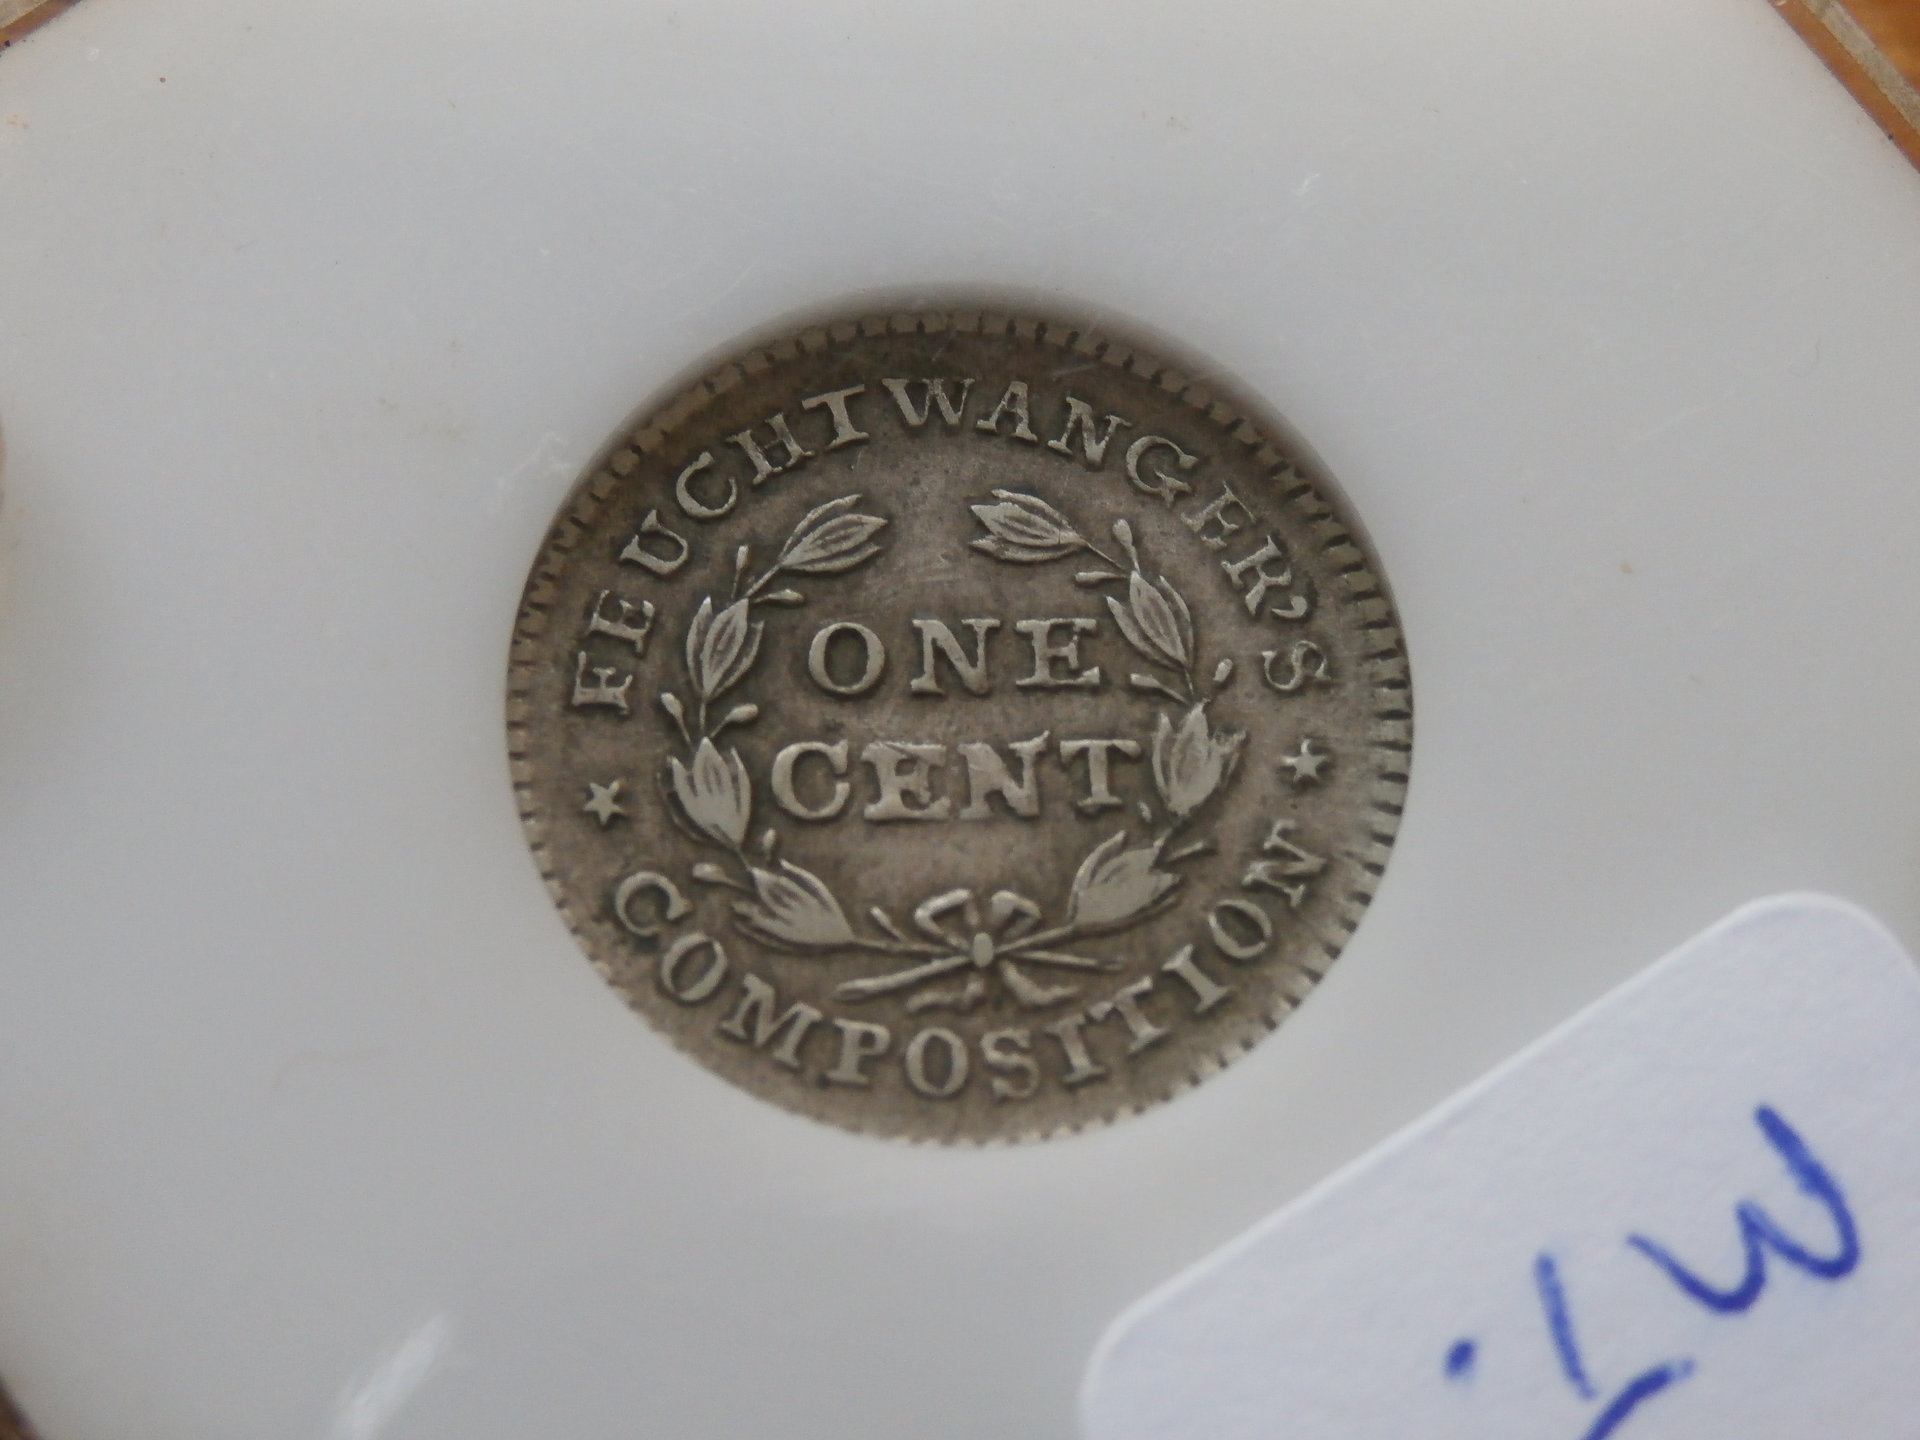 FEUCHTWANGER'S
ONE
CENT
COMPOSITION